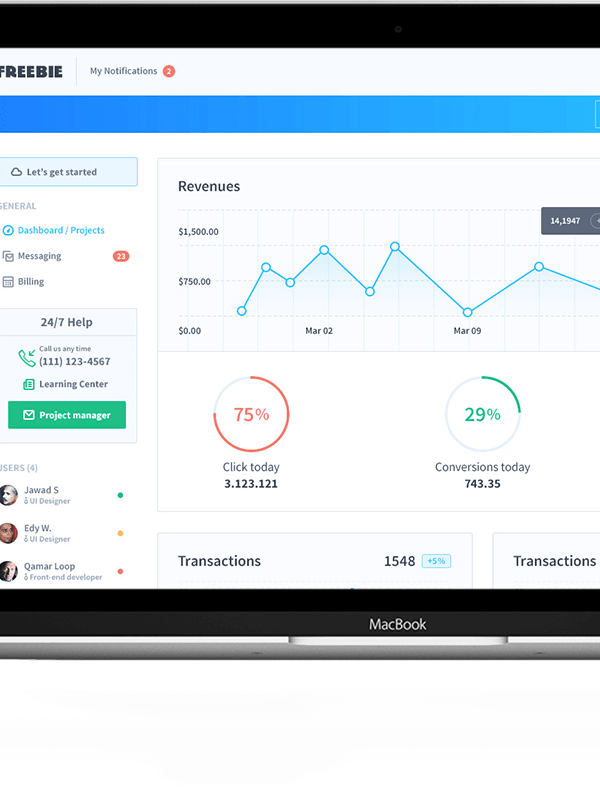 FREEBIE
My Notifications 2
Let's get started
GENERAL
Dashboard / Projects
Messaging 23
Billing
24/7 Help
Call us any time
(111) 123-4567
Learning Center
Project manager
USERS (4)
Jawad S
UI Designer
Edy W.
UI Designer
Qamar Loop
Front-end developer
Revenues
14,1947
$1,500.00
$750.00
$0.00
Mar 02
Mar 09
75%
Click today
3.123.121
29%
Conversions today
743.35
Transactions 1548 +5%
Transactions
MacBook